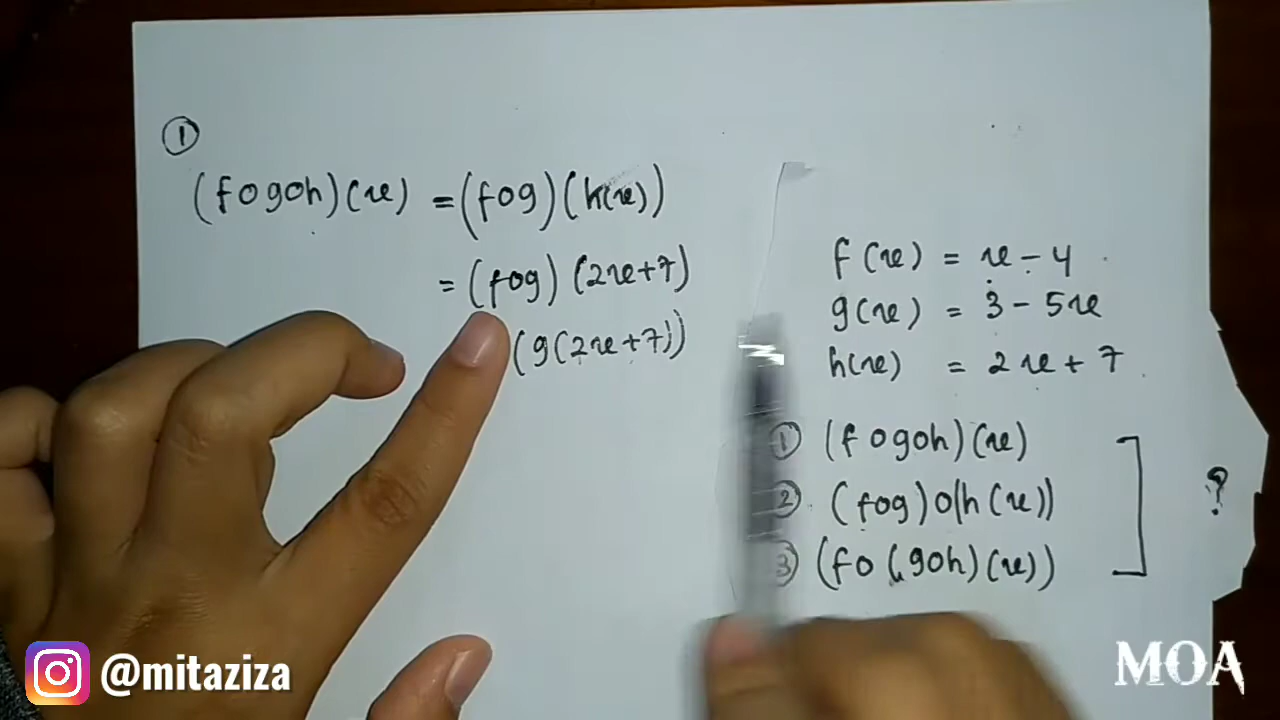 ①
(fogoh)(x) = (fog)(h(x))
= (fog)(2x+7)
(g(2x+7))
f(x) = x - 4
g(x) = 3 - 5x
h(x) = 2x + 7
① (fogoh)(x)
② (fog)o(h(x))
③ (fo(goh)(x))
?
@mitaziza
MOA